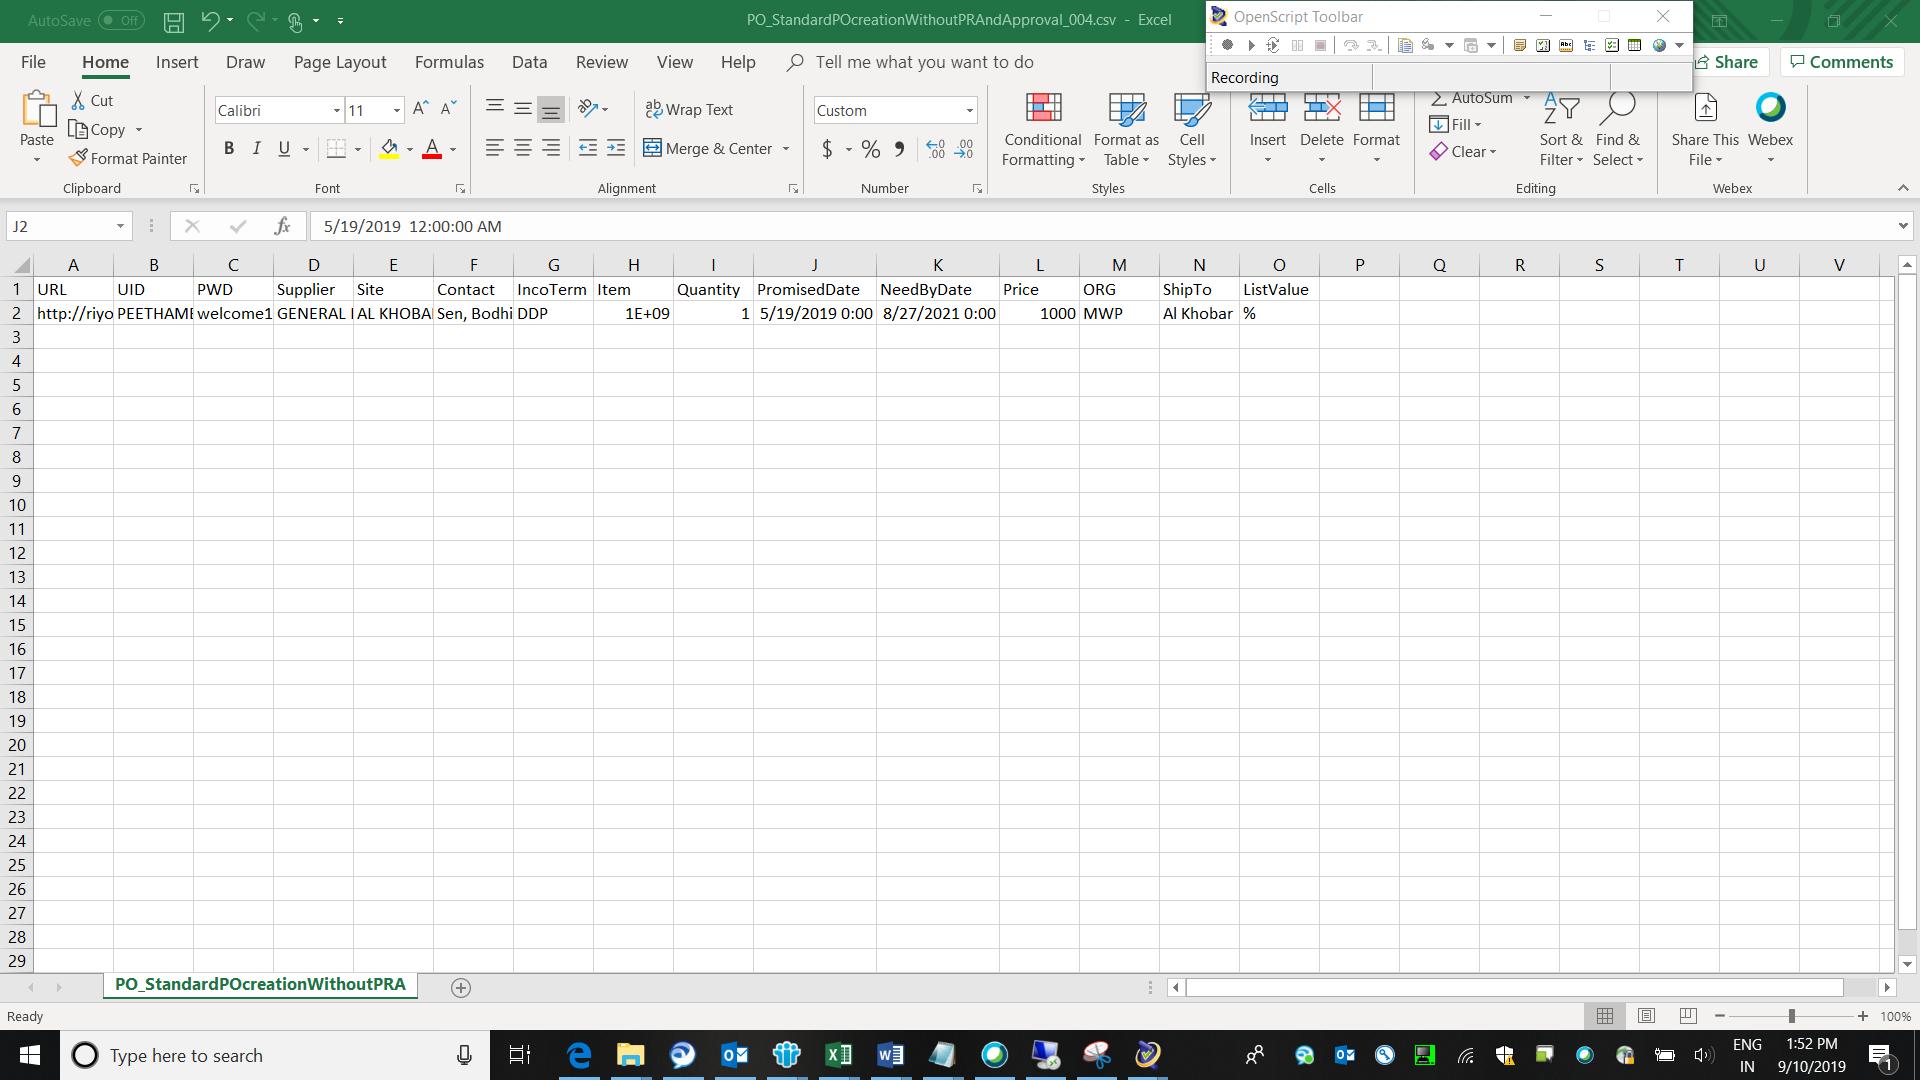 AutoSave Off
PO_StandardPOcreationWithoutPRAndApproval_004.csv - Excel
OpenScript Toolbar
Recording
File Home Insert Draw Page Layout Formulas Data Review View Help Tell me what you want to do
Share Comments
Paste
Cut
Copy
Format Painter
Clipboard
Calibri 11
B I U
Font
Wrap Text
Merge & Center
Alignment
Custom
$ % ,
Number
Conditional Formatting
Format as Table
Cell Styles
Styles
Insert Delete Format
Cells
AutoSum
Fill
Clear
Sort & Filter
Find & Select
Editing
Share This File
Webex
Webex
J2 fx 5/19/2019 12:00:00 AM
A B C D E F G H I J K L M N O P Q R S T U V
1 URL UID PWD Supplier Site Contact IncoTerm Item Quantity PromisedDate NeedByDate Price ORG ShipTo ListValue
2 http://riyo PEETHAME welcome1 GENERAL AL KHOBA Sen, Bodhi DDP 1E+09 1 5/19/2019 0:00 8/27/2021 0:00 1000 MWP Al Khobar %
3
4
5
6
7
8
9
10
11
12
13
14
15
16
17
18
19
20
21
22
23
24
25
26
27
28
29
PO_StandardPOcreationWithoutPRA
Ready
100%
Type here to search
ENG
IN
1:52 PM
9/10/2019
1